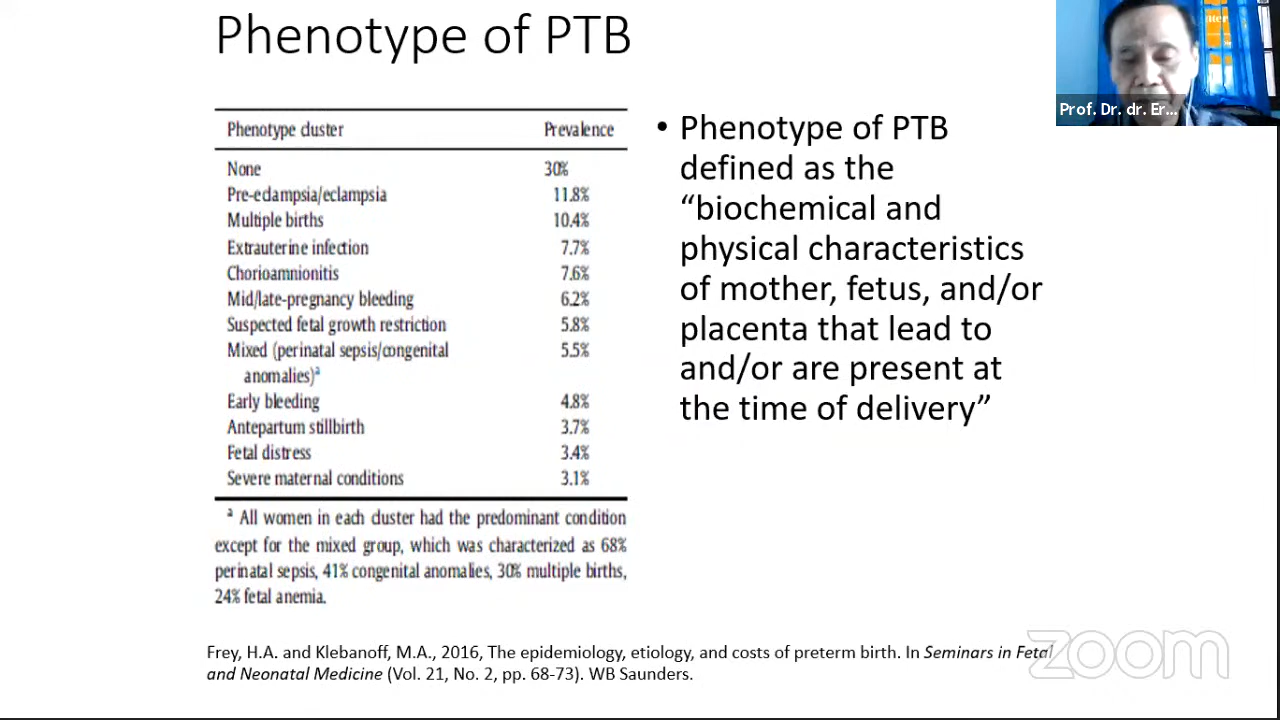 Phenotype of PTB
Prof. Dr. dr. Er...
Phenotype cluster Prevalence
None 30%
Pre-eclampsia/eclampsia 11.8%
Multiple births 10.4%
Extrauterine infection 7.7%
Chorioamnionitis 7.6%
Mid/late-pregnancy bleeding 6.2%
Suspected fetal growth restriction 5.8%
Mixed (perinatal sepsis/congenital 5.5%
anomalies)ᵃ
Early bleeding 4.8%
Antepartum stillbirth 3.7%
Fetal distress 3.4%
Severe maternal conditions 3.1%
ᵃ All women in each cluster had the predominant condition
except for the mixed group, which was characterized as 68%
perinatal sepsis, 41% congenital anomalies, 30% multiple births,
24% fetal anemia.
• Phenotype of PTB
defined as the
“biochemical and
physical characteristics
of mother, fetus, and/or
placenta that lead to
and/or are present at
the time of delivery”
Frey, H.A. and Klebanoff, M.A., 2016, The epidemiology, etiology, and costs of preterm birth. In Seminars in Fetal
and Neonatal Medicine (Vol. 21, No. 2, pp. 68-73). WB Saunders.
zoom